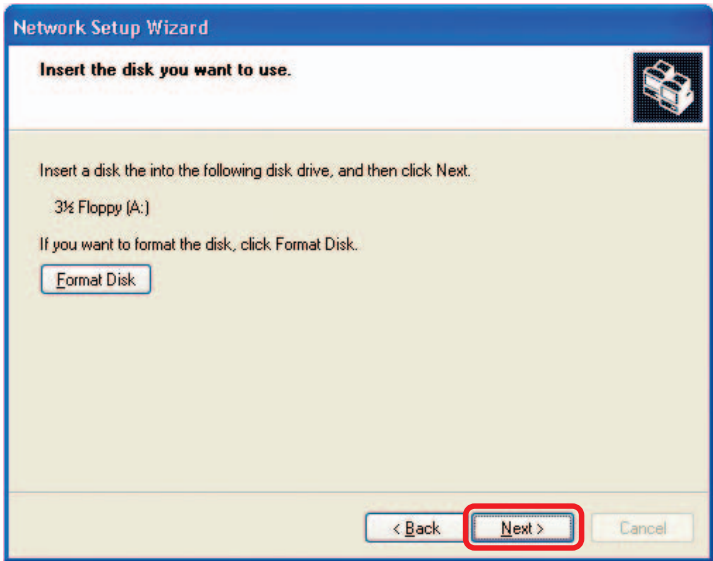 Network Setup Wizard
Insert the disk you want to use.
Insert a disk the into the following disk drive, and then click Next.
3½ Floppy (A:)
If you want to format the disk, click Format Disk.
Format Disk
< Back Next > Cancel